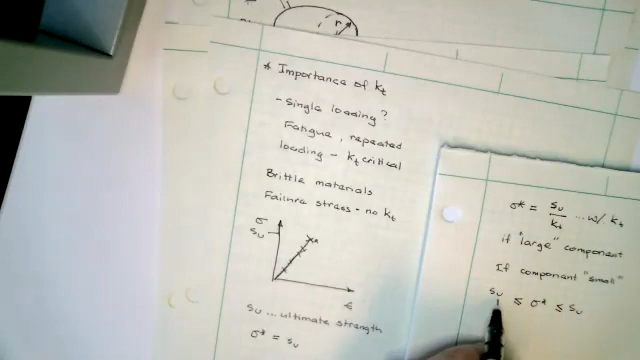 r
* Importance of kt
- Single loading?
Fatigue, repeated
loading - kt critical
Brittle materials
Failure stress - no kt
σ
Su
x
ε
Su ... ultimate strength
σ* = Su
σ* = Su/kt ... w/ kt
if "large" component
If component "small"
Su ≤ σ* ≤ Su